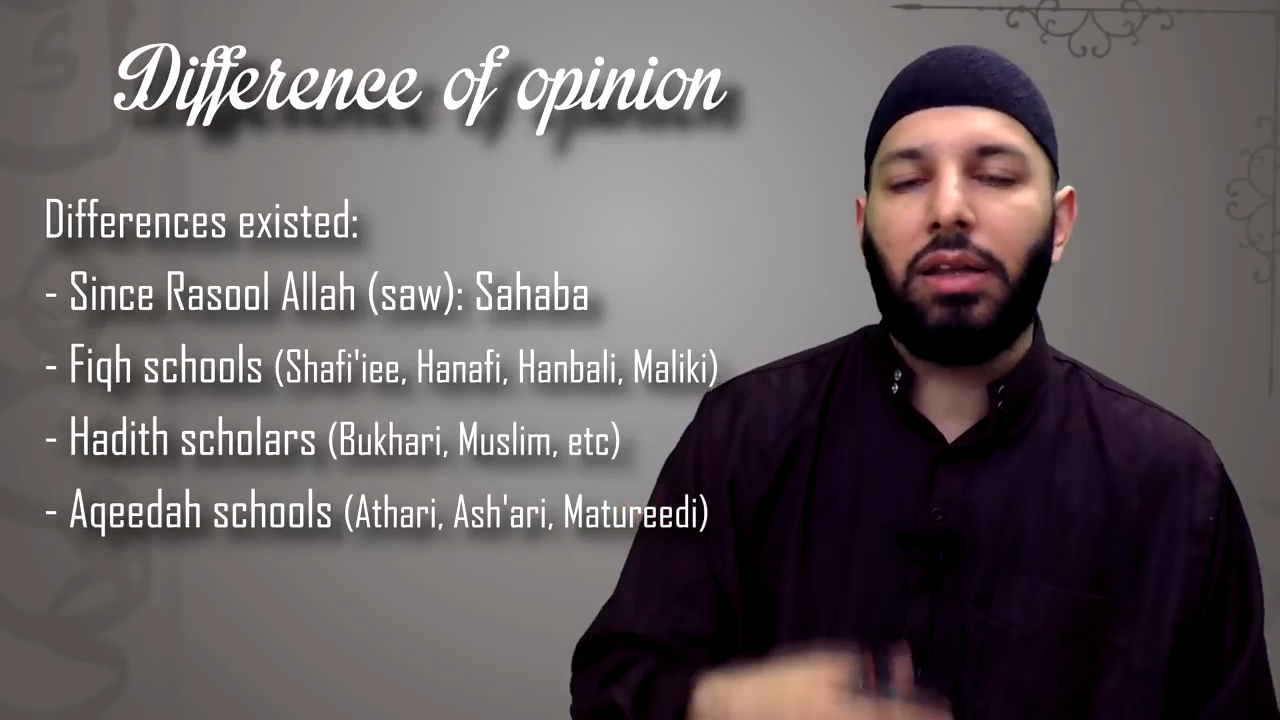 Difference of opinion
Differences existed:
- Since Rasool Allah (saw): Sahaba
- Fiqh schools (Shafi'iee, Hanafi, Hanbali, Maliki)
- Hadith scholars (Bukhari, Muslim, etc)
- Aqeedah schools (Athari, Ash'ari, Matureedi)